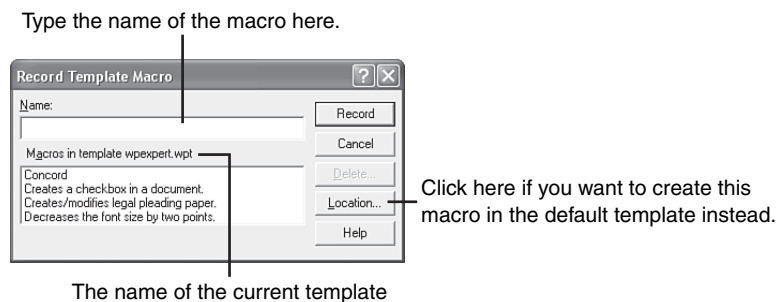 Type the name of the macro here.
Record Template Macro
Name:
Record
Cancel
Macros in template wpexpert.wpt
Delete...
Concord
Creates a checkbox in a document.
Creates/modifies legal pleading paper.
Decreases the font size by two points.
Location...
Help
Click here if you want to create this
macro in the default template instead.
The name of the current template